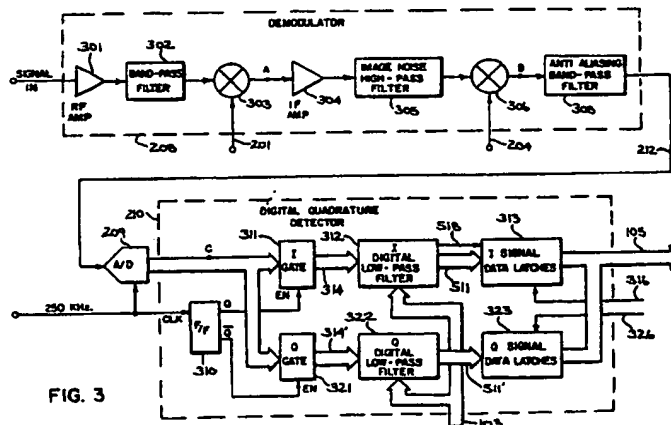 DEMODULATOR
301
302
SIGNAL
IN
RF
AMP
BAND-PASS
FILTER
303
A
304
IF
AMP
IMAGE NOISE
HIGH-PASS
FILTER
305
306
B
ANTI ALIASING
BAND-PASS
FILTER
308
208
201
204
212
210
DIGITAL QUADRATURE
DETECTOR
209
A/D
C
311
I
GATE
EN
314
312
I
DIGITAL
LOW-PASS
FILTER
518
511
313
I SIGNAL
DATA LATCHES
105
316
326
250 KHz.
CLK
F/F
Q
Q
310
314'
Q
GATE
EN
321
322
Q
DIGITAL
LOW-PASS
FILTER
511'
323
Q SIGNAL
DATA LATCHES
103
FIG. 3